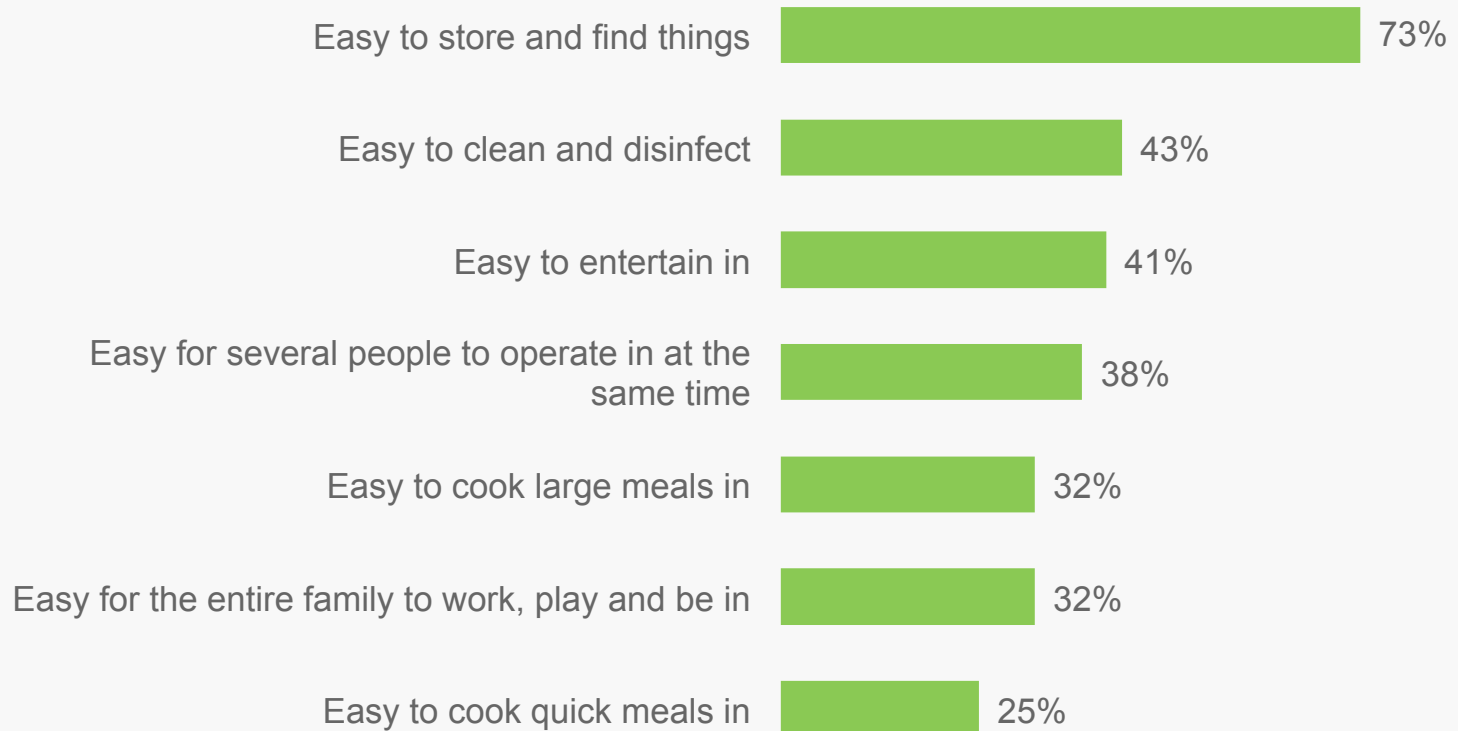 Easy to store and find things 73%
Easy to clean and disinfect 43%
Easy to entertain in 41%
Easy for several people to operate in at the
same time 38%
Easy to cook large meals in 32%
Easy for the entire family to work, play and be in 32%
Easy to cook quick meals in 25%